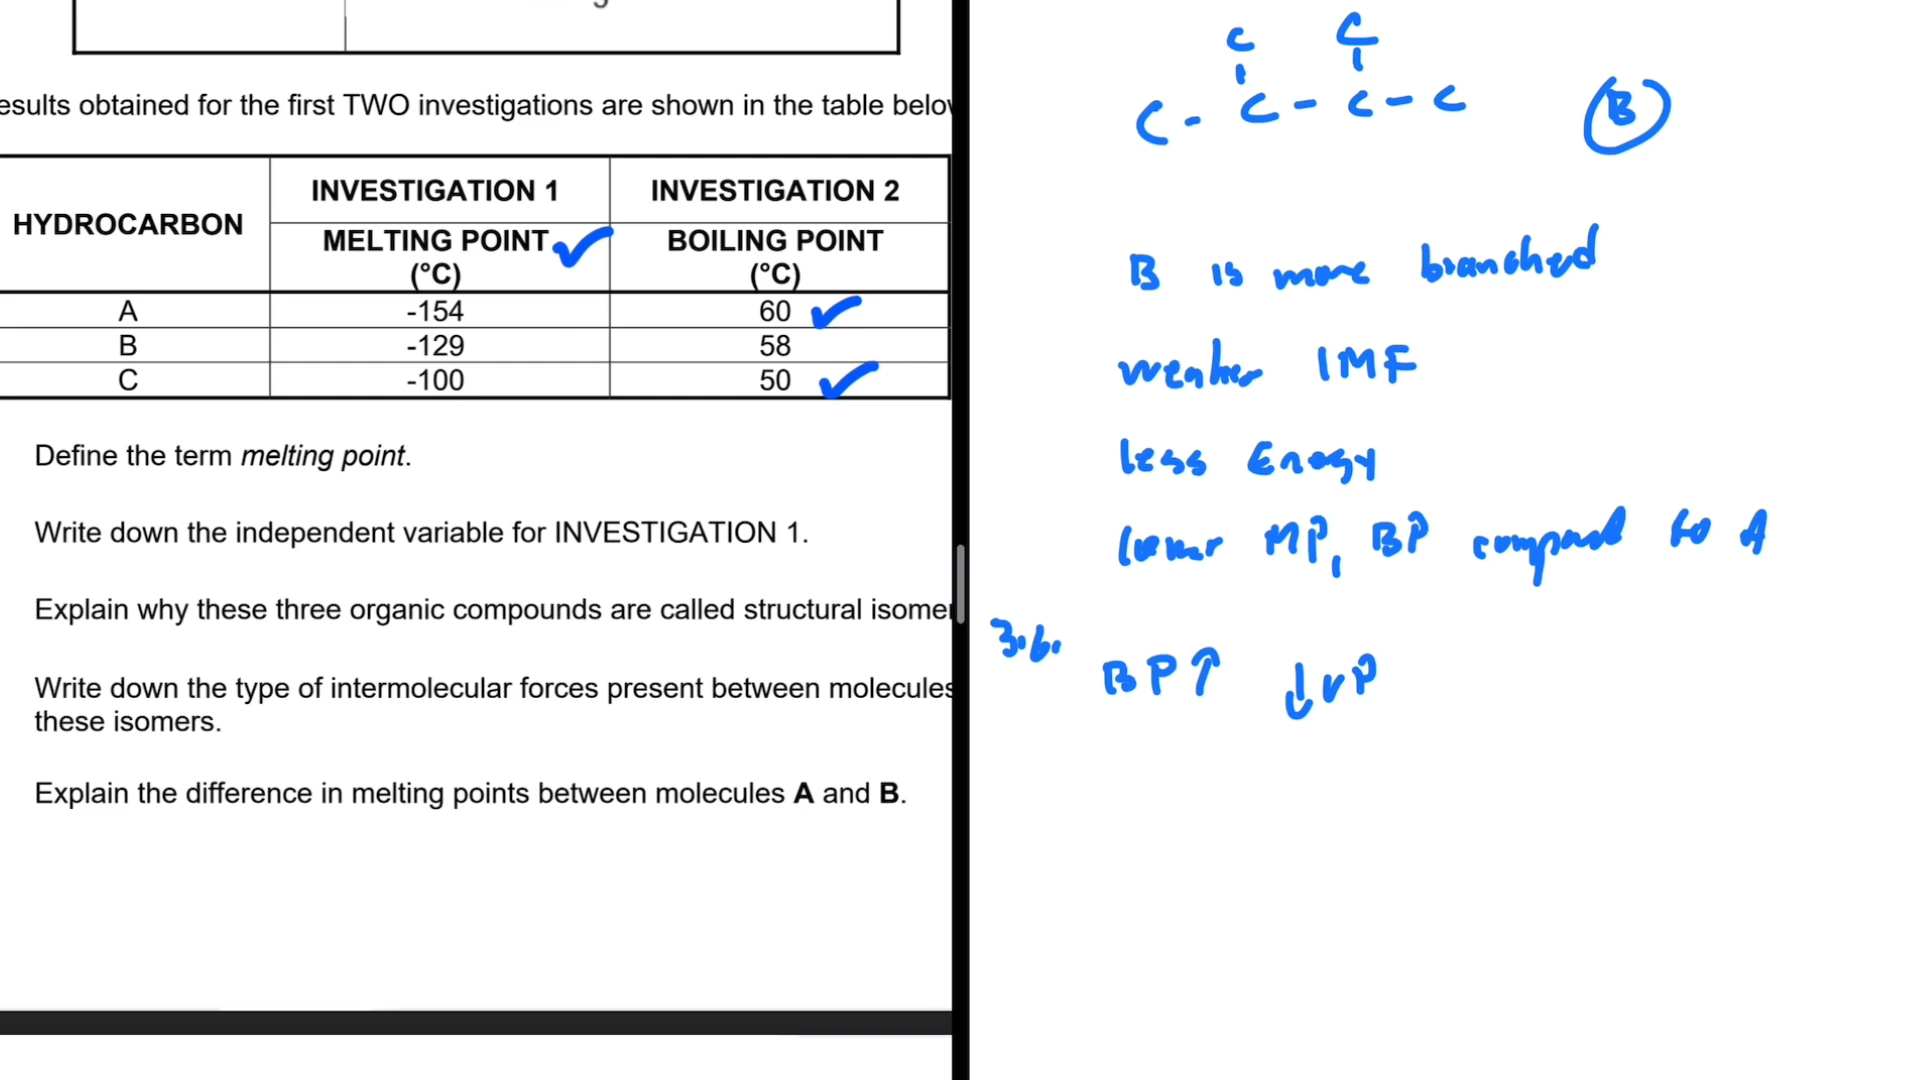 esults obtained for the first TWO investigations are shown in the table belo
HYDROCARBON
INVESTIGATION 1
INVESTIGATION 2
MELTING POINT
(°C)
BOILING POINT
(°C)
A -154 60
B -129 58
C -100 50
Define the term melting point.
Write down the independent variable for INVESTIGATION 1.
Explain why these three organic compounds are called structural isome
Write down the type of intermolecular forces present between molecules
these isomers.
Explain the difference in melting points between molecules A and B.
C C
C - C - C - C B
B is more branched
weaker IMF
less Energy
lower MP, BP compared to A
3.6.
BP↑ ↓VP